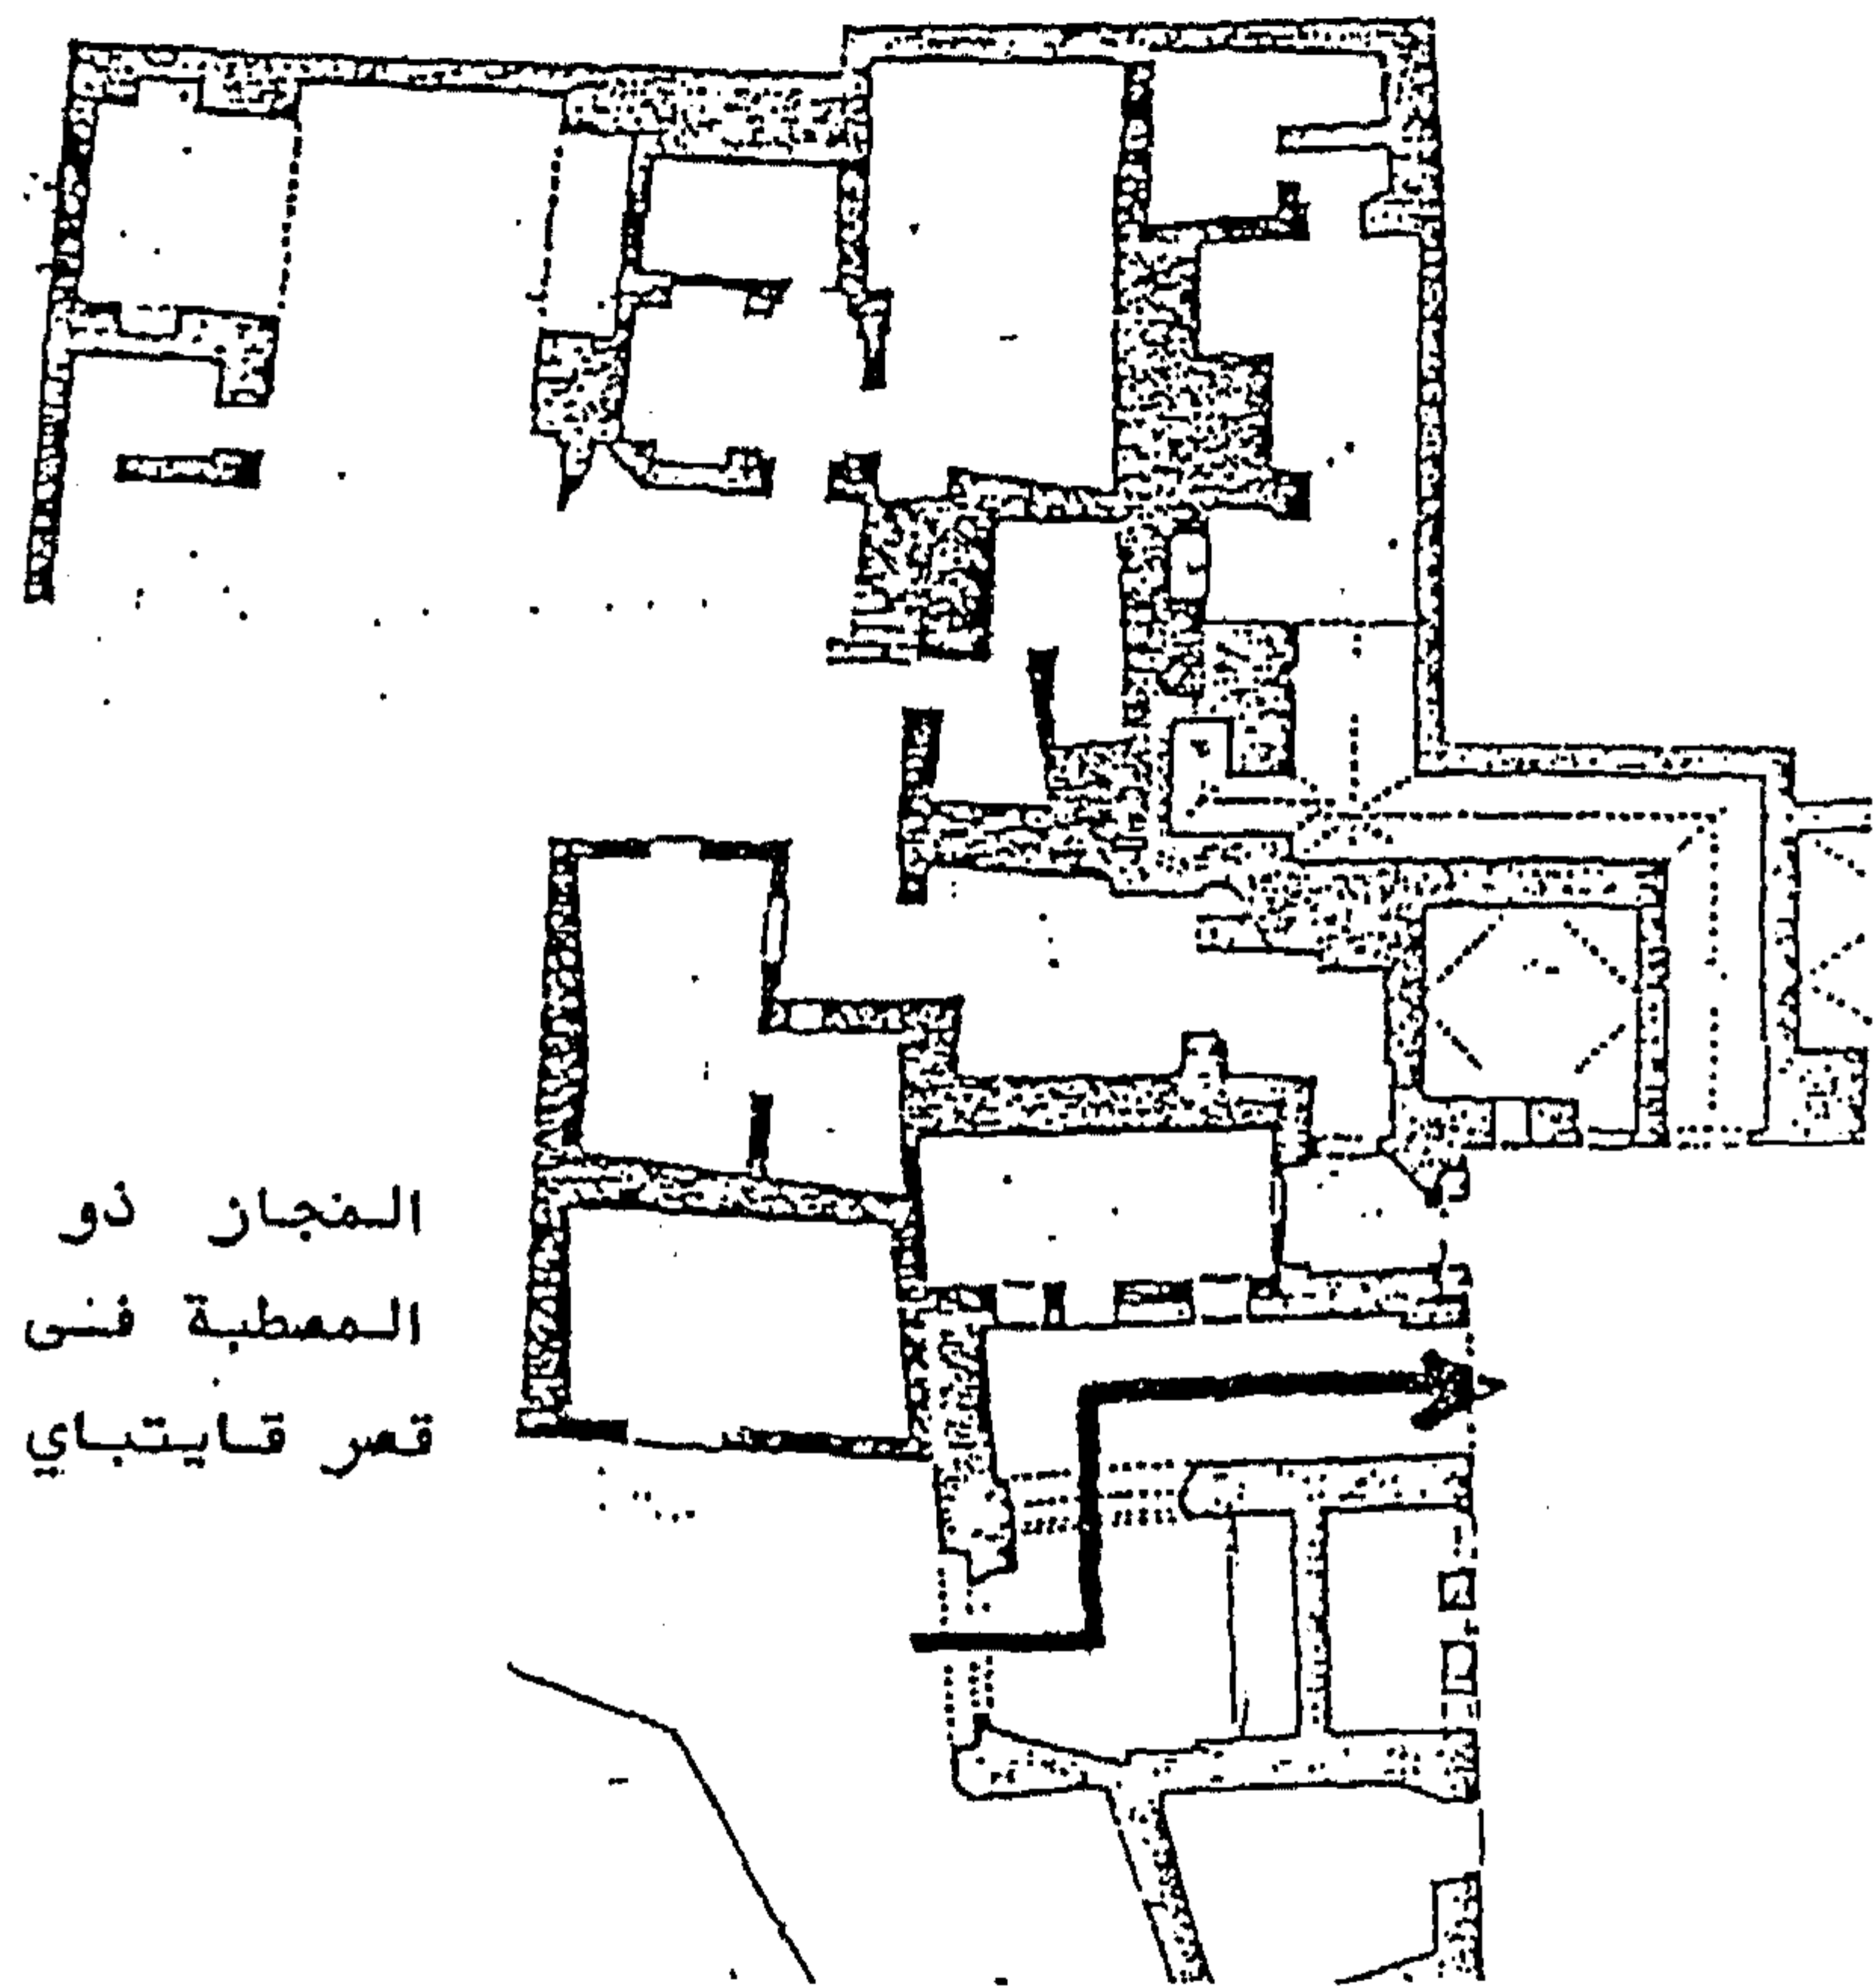 المجاز ذو
المصطبة فى
قصر قايتباي